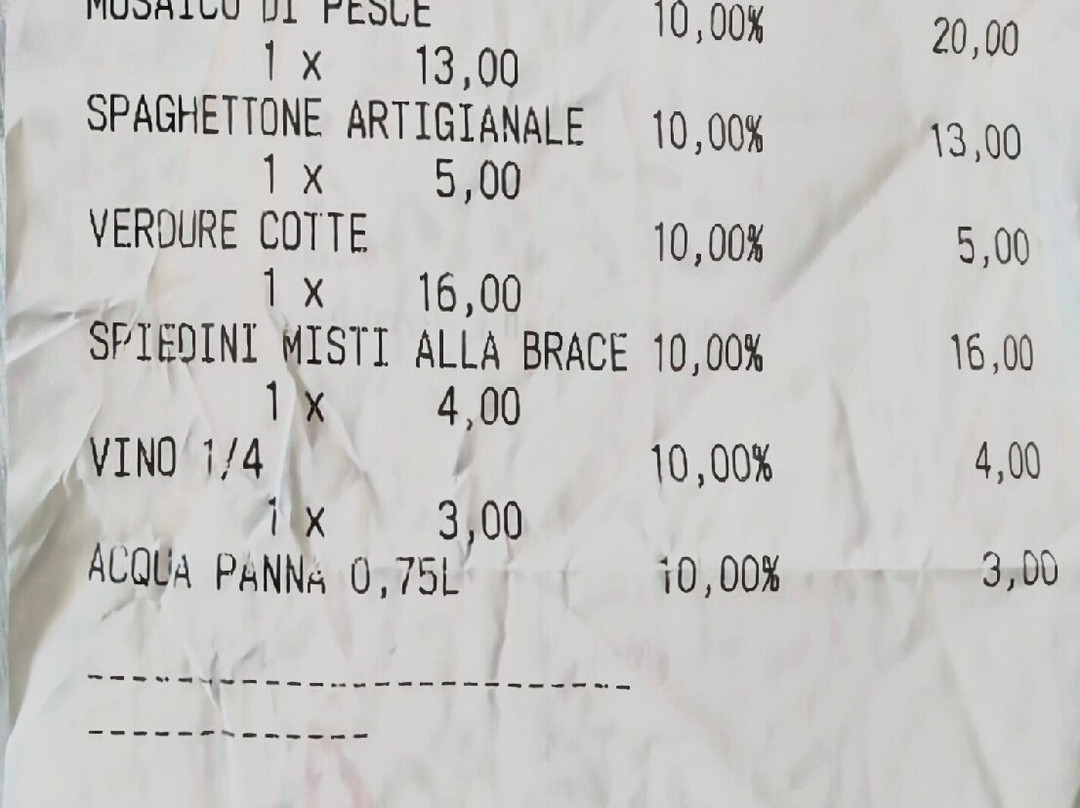 MOSAICO DI PESCE 10,00% 20,00
1 x 13,00
SPAGHETTONE ARTIGIANALE 10,00% 13,00
1 x 5,00
VERDURE COTTE 10,00% 5,00
1 x 16,00
SPIEDINI MISTI ALLA BRACE 10,00% 16,00
1 x 4,00
VINO 1/4 10,00% 4,00
1 x 3,00
ACQUA PANNA 0,75L 10,00% 3,00